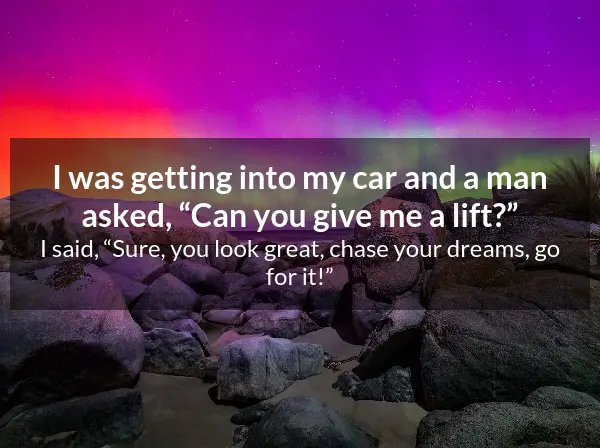 I was getting into my car and a man
asked, “Can you give me a lift?”
I said, “Sure, you look great, chase your dreams, go
for it!”